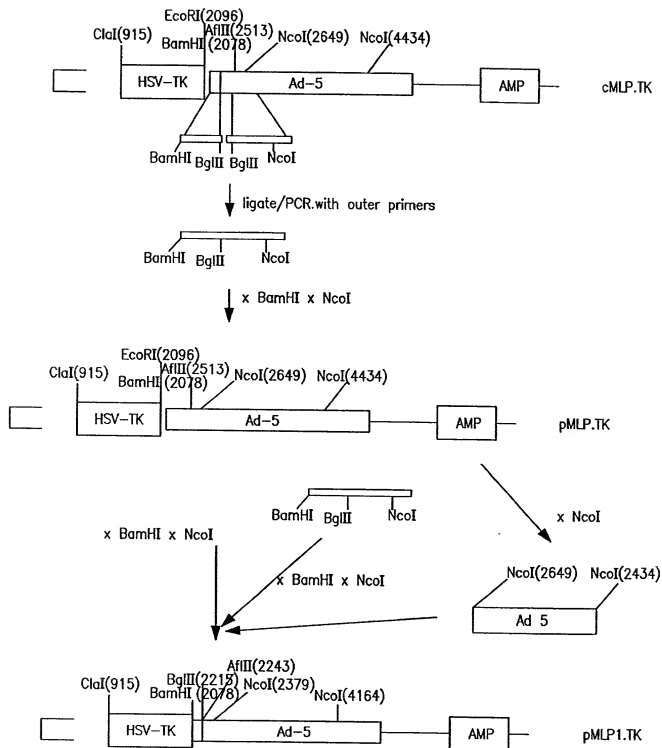 EcoRI(2096)
ClaI(915) AflII(2513)
BamHI (2078) NcoI(2649) NcoI(4434)
HSV-TK Ad-5 AMP cMLP.TK
BamHI BglII BglII NcoI
ligate/PCR.with outer primers
BamHI BglII NcoI
x BamHI x NcoI
EcoRI(2096)
ClaI(915) AflII(2513)
BamHI (2078) NcoI(2649) NcoI(4434)
HSV-TK Ad-5 AMP pMLP.TK
BamHI BglII NcoI
x BamHI x NcoI x NcoI
x BamHI x NcoI
NcoI(2649) NcoI(2434)
Ad 5
AflII(2243)
BglII(2215)
ClaI(915) BamHI (2078) NcoI(2379) NcoI(4164)
HSV-TK Ad-5 AMP pMLP1.TK